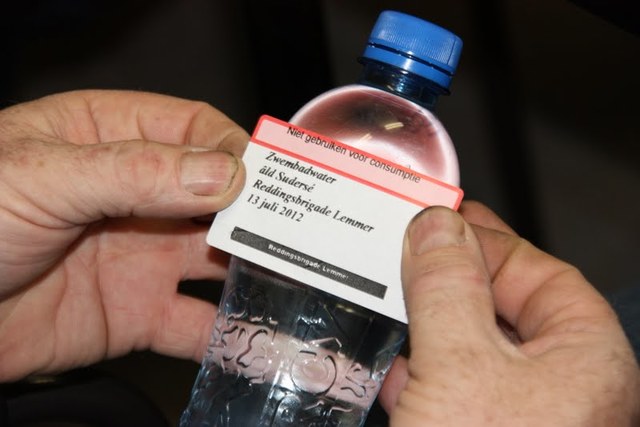 Niet gebruiken voor consumptie
Zwembadwater
âld Sudersé
Reddingsbrigade Lemmer
13 juli 2012
Reddingsbrigade Lemmer